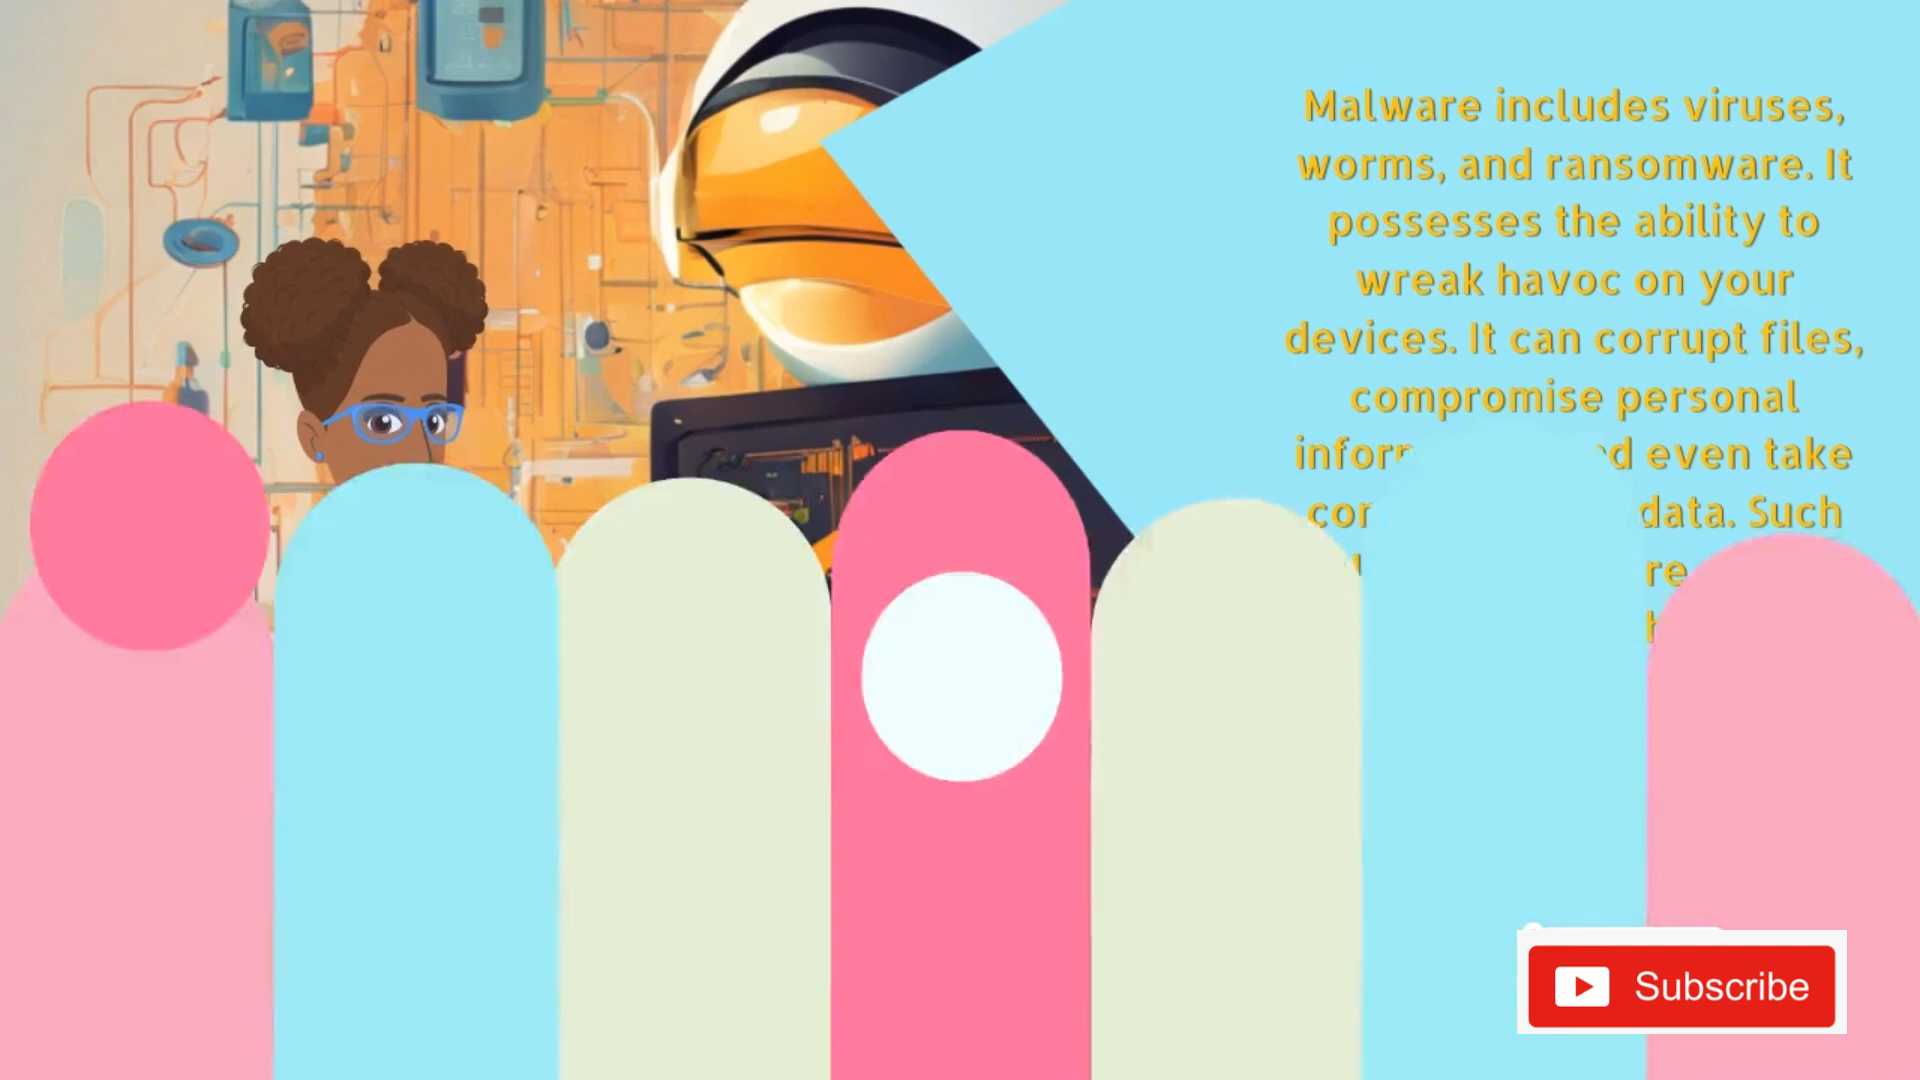 Malware includes viruses,
worms, and ransomware. It
possesses the ability to
wreak havoc on your
devices. It can corrupt files,
compromise personal
even take
data. Such
Subscribe